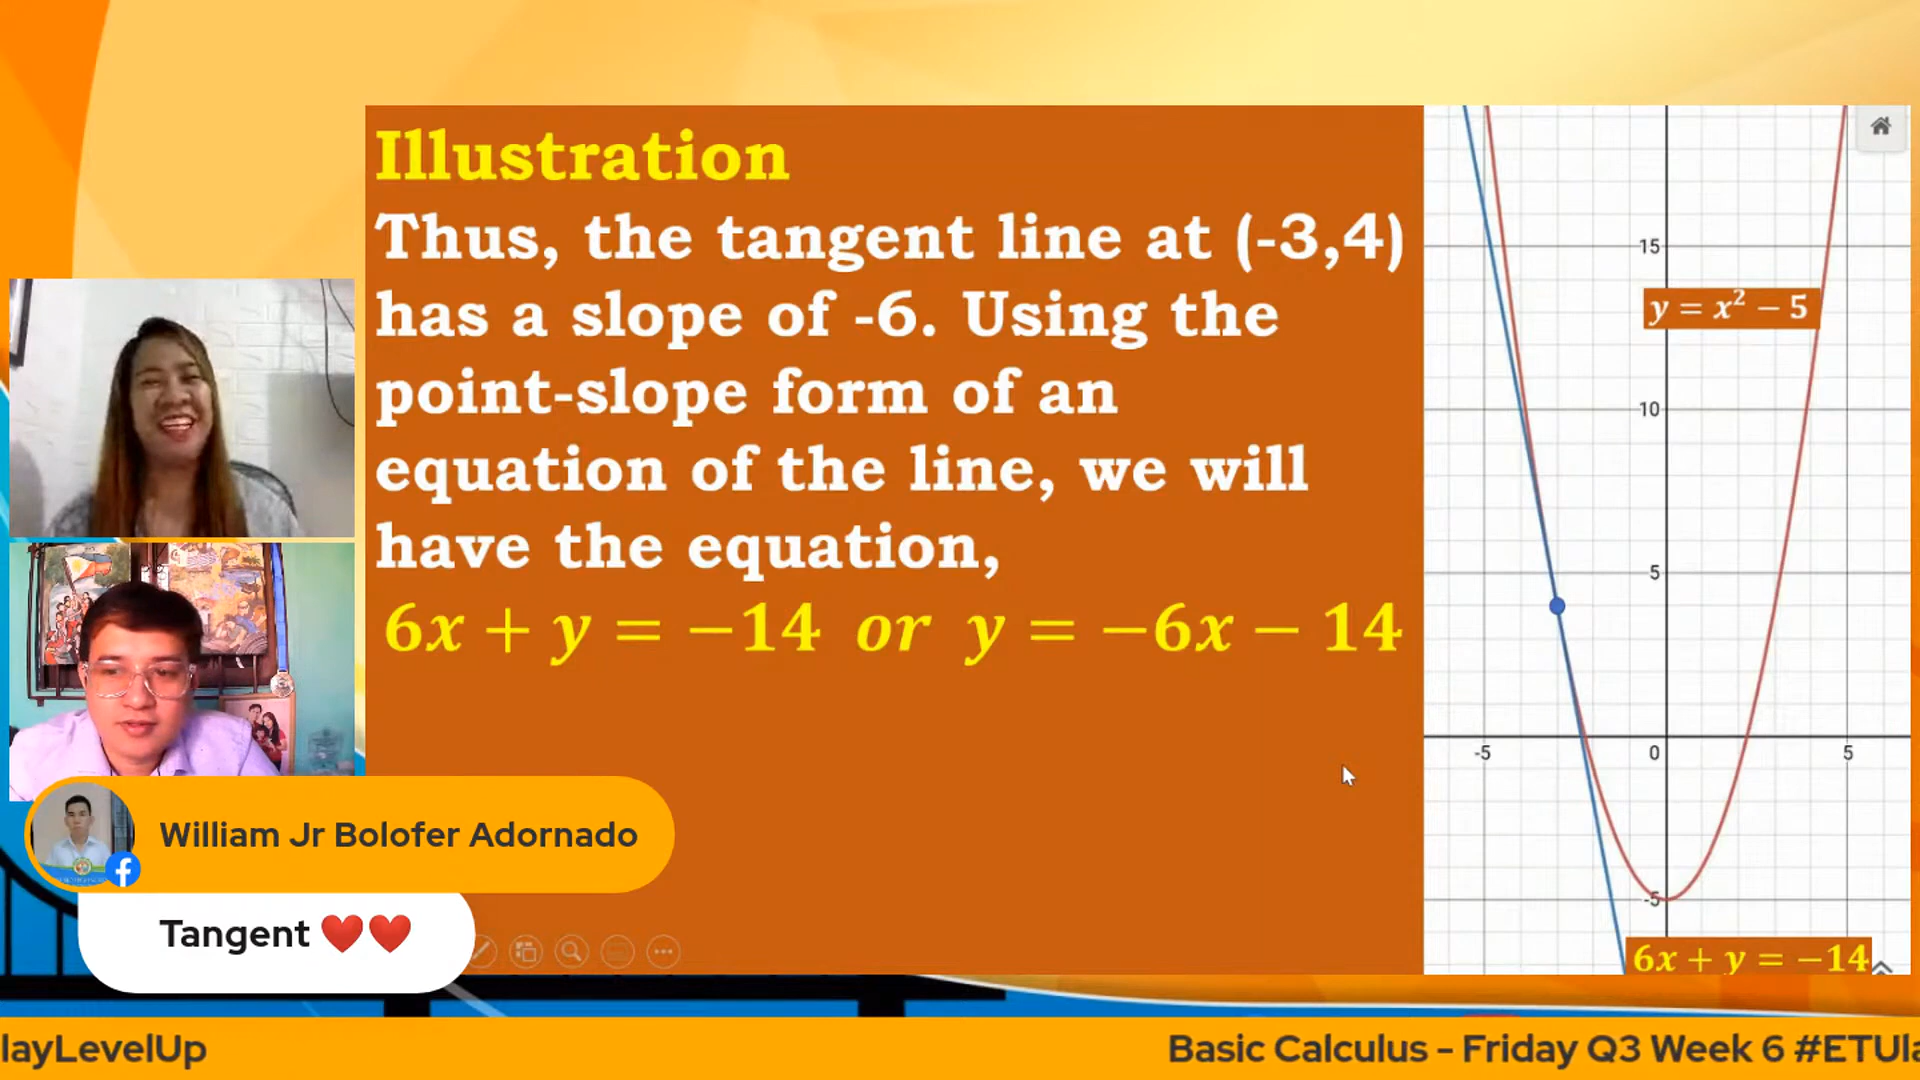 Illustration
Thus, the tangent line at (-3,4)
has a slope of -6. Using the
point-slope form of an
equation of the line, we will
have the equation,
6x + y = −14 or y = −6x − 14
15
y = x² − 5
10
5
-5
0
5
-5
6x + y = −14
William Jr Bolofer Adornado
Tangent ❤️❤️
layLevelUp
Basic Calculus - Friday Q3 Week 6 #ETUla